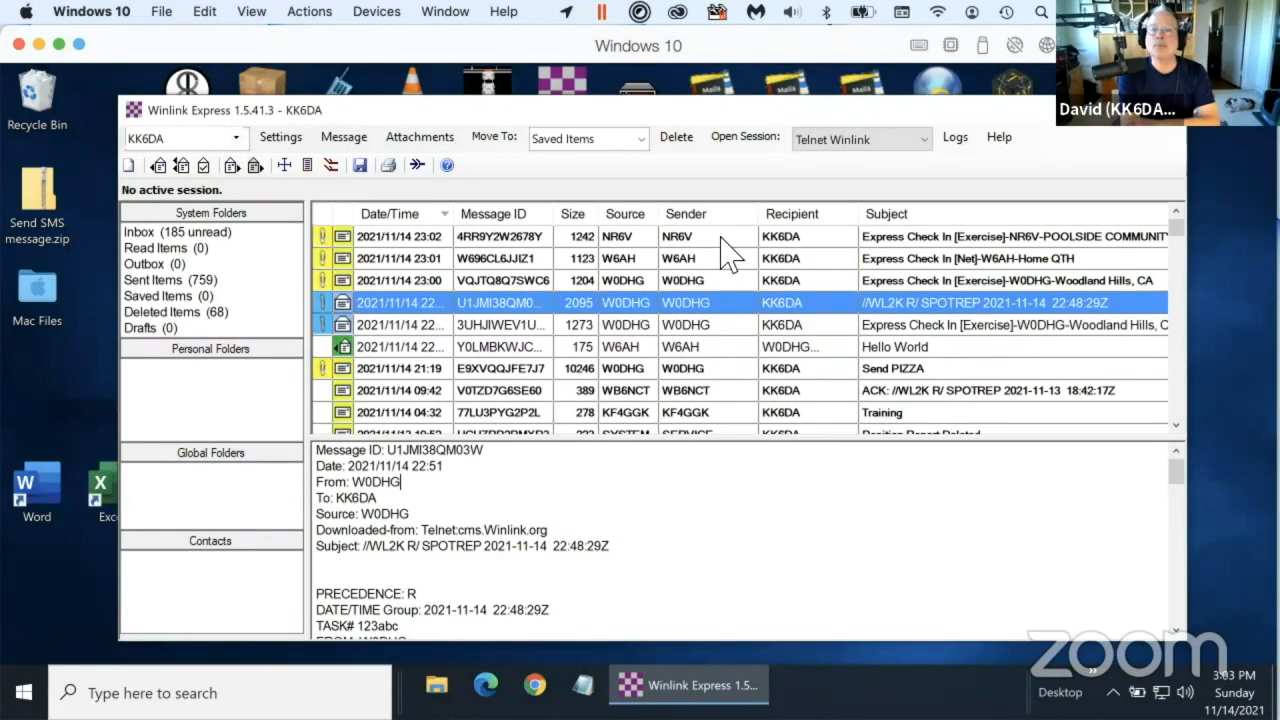 Windows 10 File Edit View Actions Devices Window Help
Windows 10
David (KK6DA...
Recycle Bin
Send SMS
message.zip
Mac Files
Word
Exc
Winlink Express 1.5.41.3 - KK6DA
KK6DA Settings Message Attachments Move To: Saved Items Delete Open Session: Telnet Winlink Logs Help
No active session.
System Folders
Inbox (185 unread)
Read Items (0)
Outbox (0)
Sent Items (759)
Saved Items (0)
Deleted Items (68)
Drafts (0)
Personal Folders
Global Folders
Contacts
Date/Time Message ID Size Source Sender Recipient Subject
2021/11/14 23:02 4RR9Y2W2678Y 1242 NR6V NR6V KK6DA Express Check In [Exercise]-NR6V-POOLSIDE COMMUNIT
2021/11/14 23:01 W696CL6JJIZ1 1123 W6AH W6AH KK6DA Express Check In [Net]-W6AH-Home QTH
2021/11/14 23:00 VQJTQ8Q7SWC6 1204 W0DHG W0DHG KK6DA Express Check In [Exercise]-W0DHG-Woodland Hills, CA
2021/11/14 22... U1JMI38QM0... 2095 W0DHG W0DHG KK6DA //WL2K R/ SPOTREP 2021-11-14 22:48:29Z
2021/11/14 22... 3UHJIWEV1U... 1273 W0DHG W0DHG KK6DA Express Check In [Exercise]-W0DHG-Woodland Hills, C
2021/11/14 22... Y0LMBKWJC... 175 W6AH W6AH W0DHG... Hello World
2021/11/14 21:19 E9XVQQJFE7J7 10246 W0DHG W0DHG KK6DA Send PIZZA
2021/11/14 09:42 V0TZD7G6SE60 389 WB6NCT WB6NCT KK6DA ACK: //WL2K R/ SPOTREP 2021-11-13 18:42:17Z
2021/11/14 04:32 77LU3PYG2P2L 278 KF4GGK KF4GGK KK6DA Training
Message ID: U1JMI38QM03W
Date: 2021/11/14 22:51
From: W0DHG
To: KK6DA
Source: W0DHG
Downloaded-from: Telnet:cms.Winlink.org
Subject: //WL2K R/ SPOTREP 2021-11-14 22:48:29Z
PRECEDENCE: R
DATE/TIME Group: 2021-11-14 22:48:29Z
TASK# 123abc
FROM: W0DHG
zoom
Type here to search
Winlink Express 1.5...
Desktop
3:03 PM
Sunday
11/14/2021